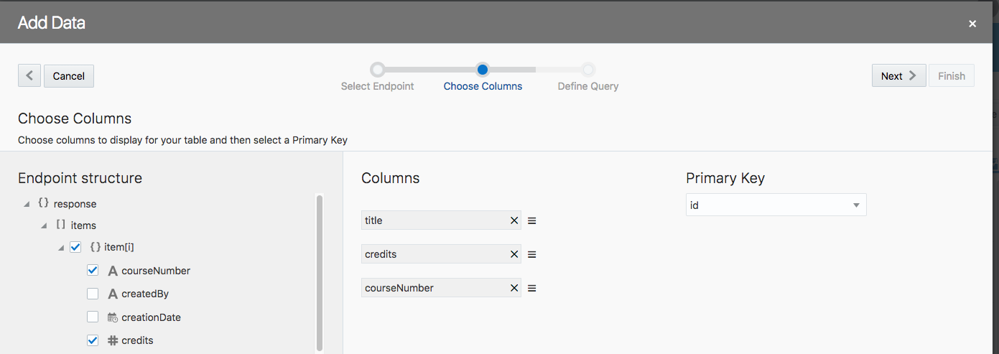 Add Data
×
Cancel
Select Endpoint
Choose Columns
Define Query
Next
Finish
Choose Columns
Choose columns to display for your table and then select a Primary Key
Endpoint structure
{} response
[] items
{} item[i]
A courseNumber
A createdBy
creationDate
# credits
Columns
title
credits
courseNumber
Primary Key
id